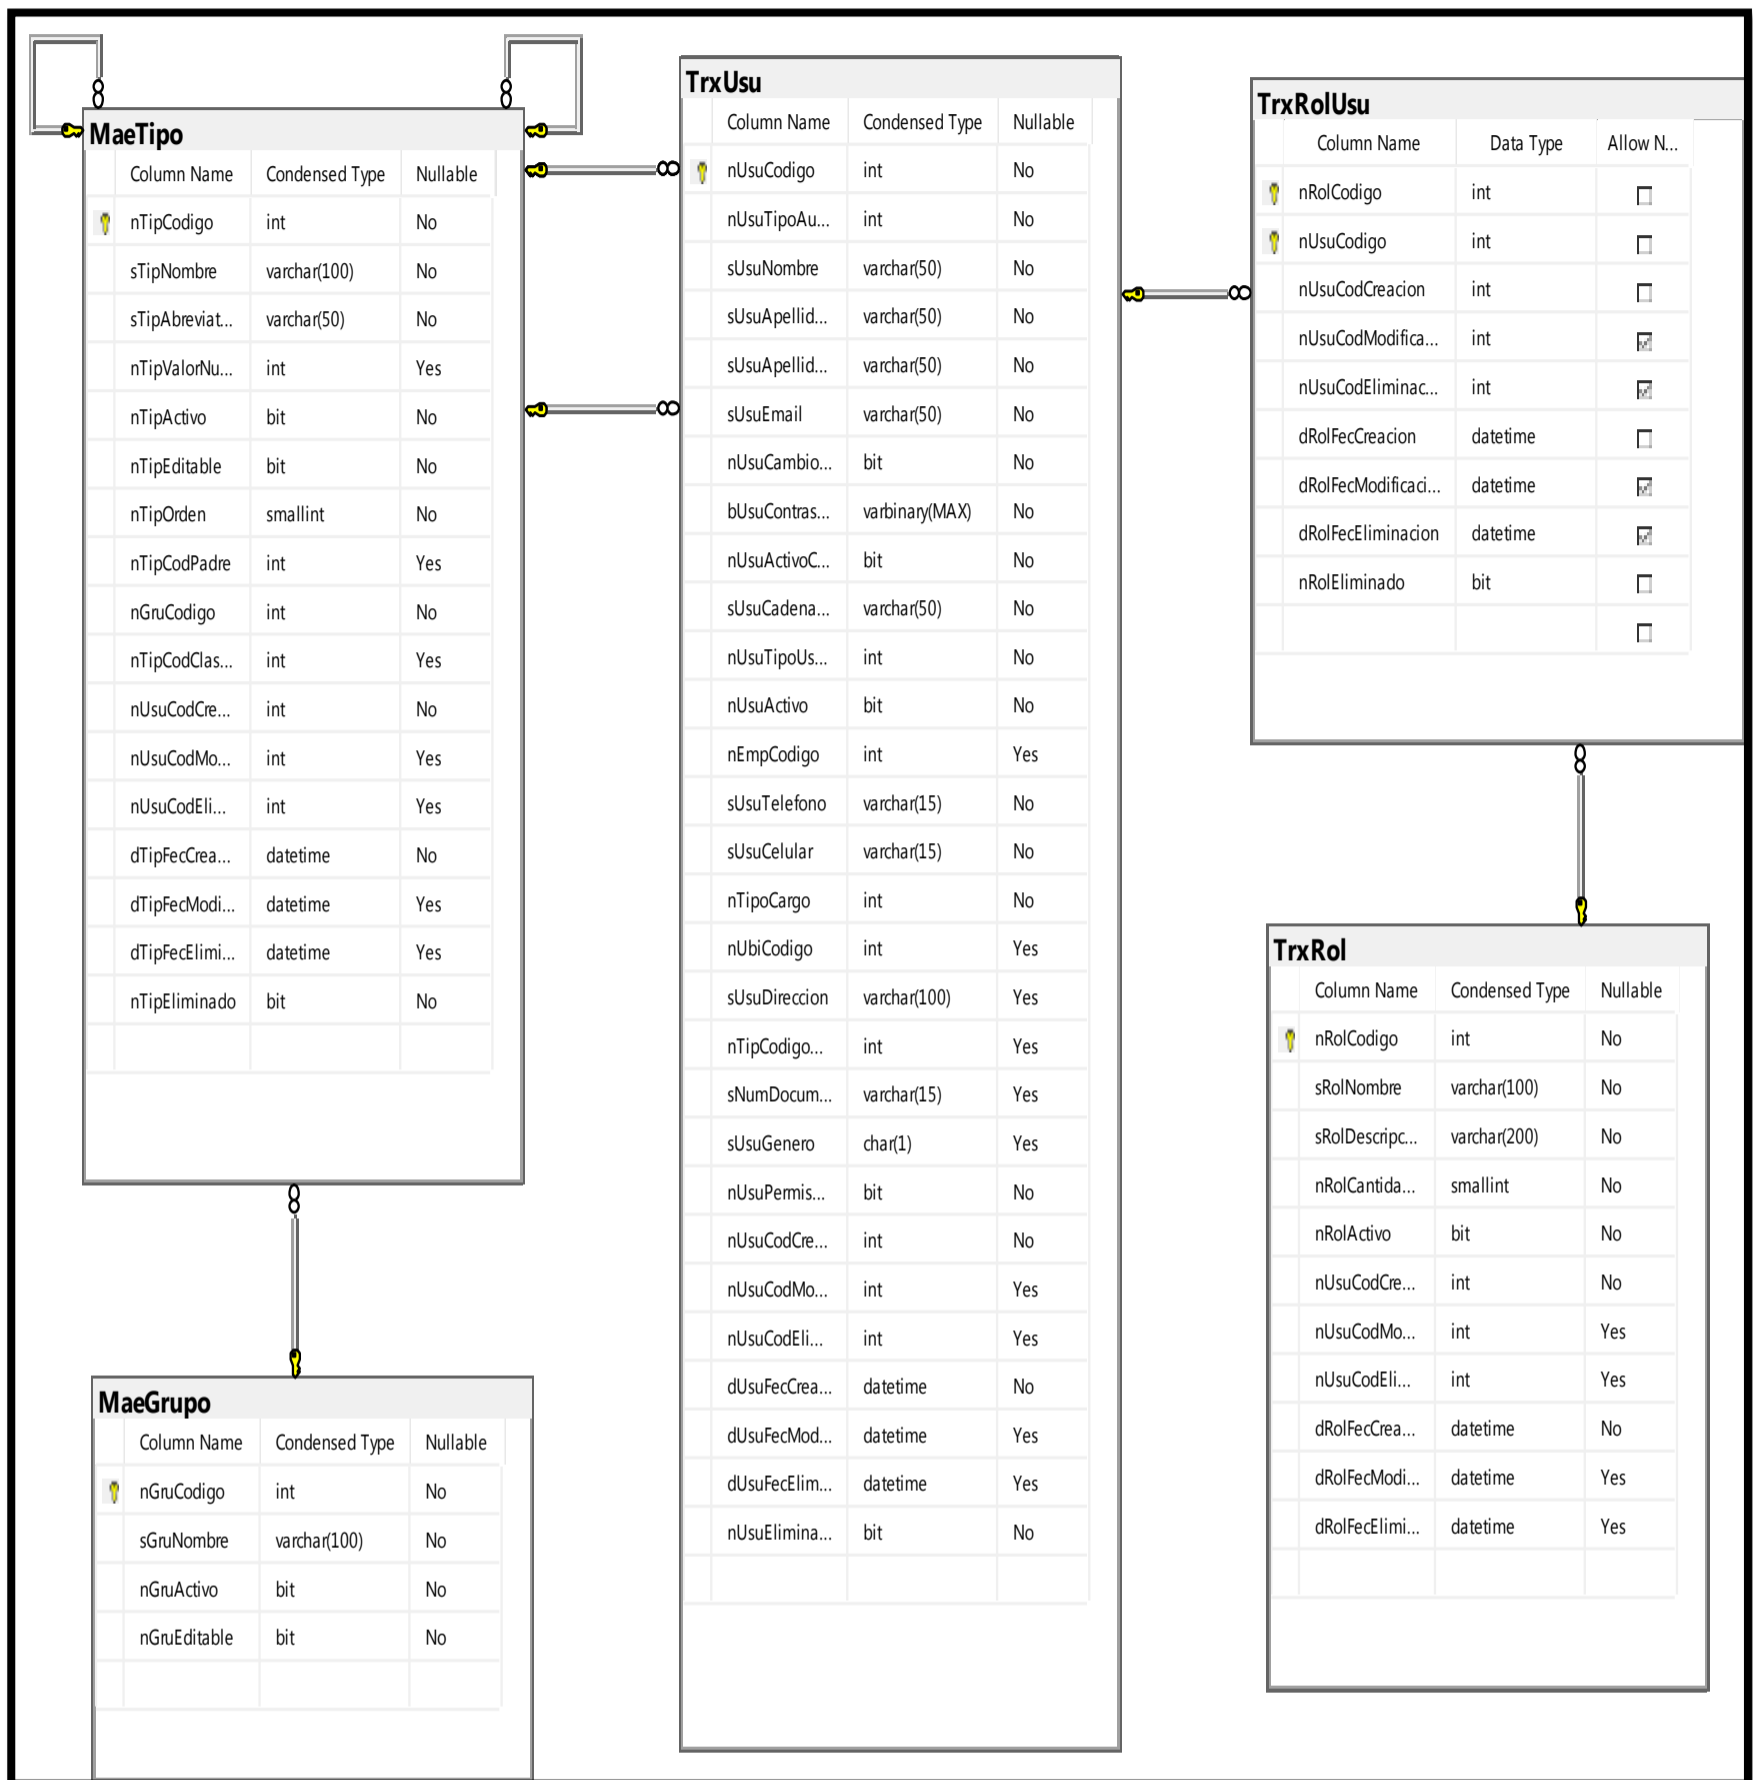 MaeTipo
Column Name Condensed Type Nullable
nTipCodigo int No
sTipNombre varchar(100) No
sTipAbreviat... varchar(50) No
nTipValorNu... int Yes
nTipActivo bit No
nTipEditable bit No
nTipOrden smallint No
nTipCodPadre int Yes
nGruCodigo int No
nTipCodClas... int Yes
nUsuCodCre... int No
nUsuCodMo... int Yes
nUsuCodEli... int Yes
dTipFecCrea... datetime No
dTipFecModi... datetime Yes
dTipFecElimi... datetime Yes
nTipEliminado bit No
MaeGrupo
Column Name Condensed Type Nullable
nGruCodigo int No
sGruNombre varchar(100) No
nGruActivo bit No
nGruEditable bit No
TrxUsu
Column Name Condensed Type Nullable
nUsuCodigo int No
nUsuTipoAu... int No
sUsuNombre varchar(50) No
sUsuApellid... varchar(50) No
sUsuApellid... varchar(50) No
sUsuEmail varchar(50) No
nUsuCambio... bit No
bUsuContras... varbinary(MAX) No
nUsuActivoC... bit No
sUsuCadena... varchar(50) No
nUsuTipoUs... int No
nUsuActivo bit No
nEmpCodigo int Yes
sUsuTelefono varchar(15) No
sUsuCelular varchar(15) No
nTipoCargo int No
nUbiCodigo int Yes
sUsuDireccion varchar(100) Yes
nTipCodigo... int Yes
sNumDocum... varchar(15) Yes
sUsuGenero char(1) Yes
nUsuPermis... bit No
nUsuCodCre... int No
nUsuCodMo... int Yes
nUsuCodEli... int Yes
dUsuFecCrea... datetime No
dUsuFecMod... datetime Yes
dUsuFecElim... datetime Yes
nUsuElimina... bit No
TrxRolUsu
Column Name Data Type Allow N...
nRolCodigo int
nUsuCodigo int
nUsuCodCreacion int
nUsuCodModifica... int
nUsuCodEliminac... int
dRolFecCreacion datetime
dRolFecModificaci... datetime
dRolFecEliminacion datetime
nRolEliminado bit
TrxRol
Column Name Condensed Type Nullable
nRolCodigo int No
sRolNombre varchar(100) No
sRolDescripc... varchar(200) No
nRolCantida... smallint No
nRolActivo bit No
nUsuCodCre... int No
nUsuCodMo... int Yes
nUsuCodEli... int Yes
dRolFecCrea... datetime No
dRolFecModi... datetime Yes
dRolFecElimi... datetime Yes